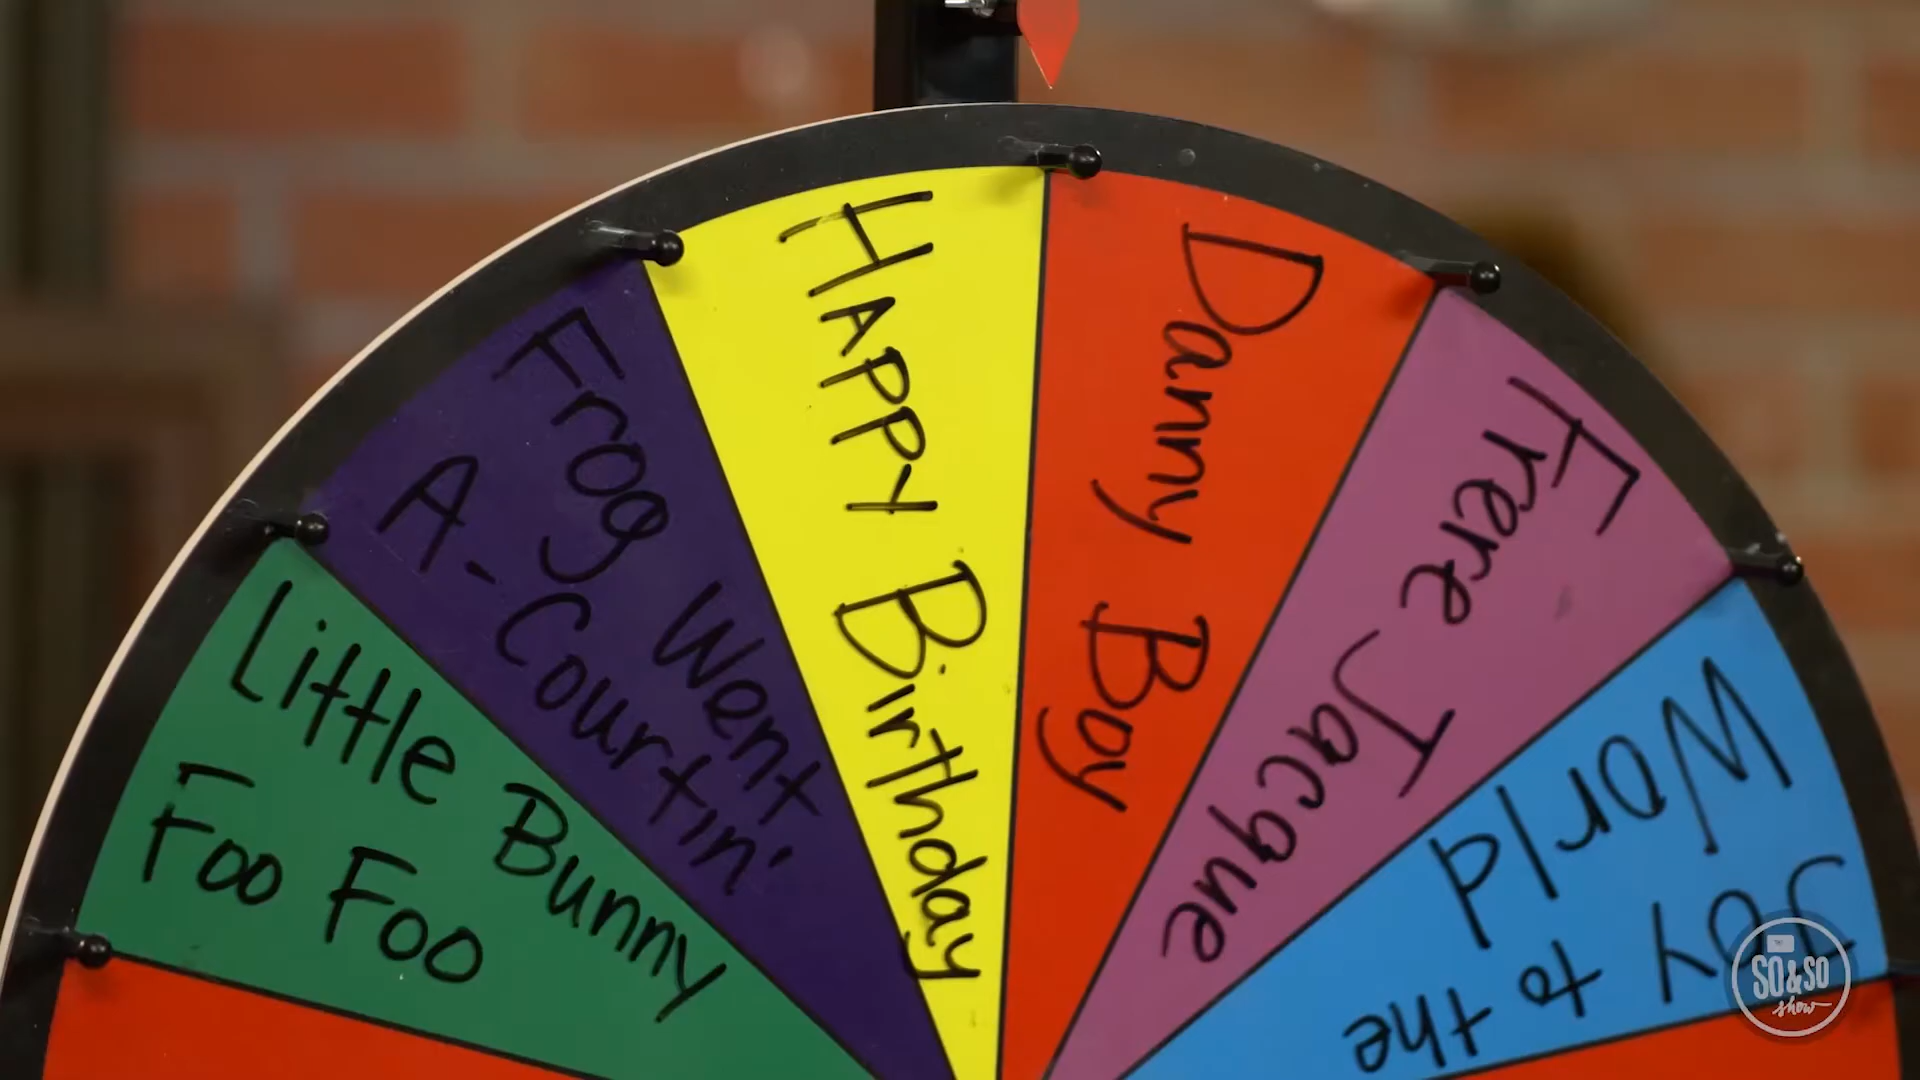 Little Bunny
Foo Foo
Frog Went
A-Courtin'
Happy Birthday
Danny Boy
Frere Jacque
Joy to the
World
SO & SO
show